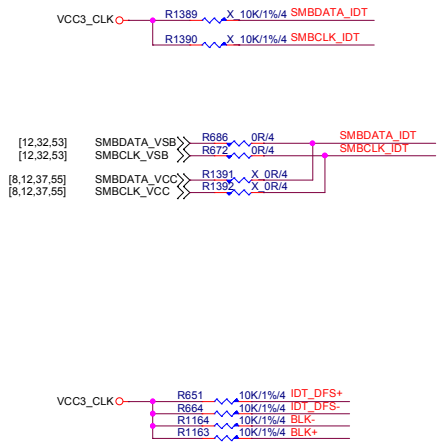 R1389 X_10K/1%/4 SMBDATA_IDT
VCC3_CLK
R1390 X_10K/1%/4 SMBCLK_IDT
[12,32,53] SMBDATA_VSB R686 0R/4 SMBDATA_IDT
[12,32,53] SMBCLK_VSB R672 0R/4 SMBCLK_IDT
[8,12,37,55] SMBDATA_VCC R1391 X_0R/4
[8,12,37,55] SMBCLK_VCC R1392 X_0R/4
VCC3_CLK R651 10K/1%/4 IDT_DFS+
R664 10K/1%/4 IDT_DFS-
R1164 10K/1%/4 BLK-
R1163 10K/1%/4 BLK+